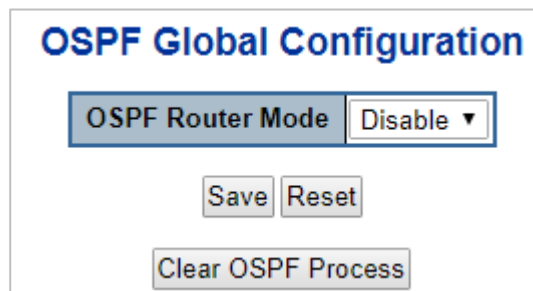 OSPF Global Configuration
OSPF Router Mode Disable
Save Reset
Clear OSPF Process